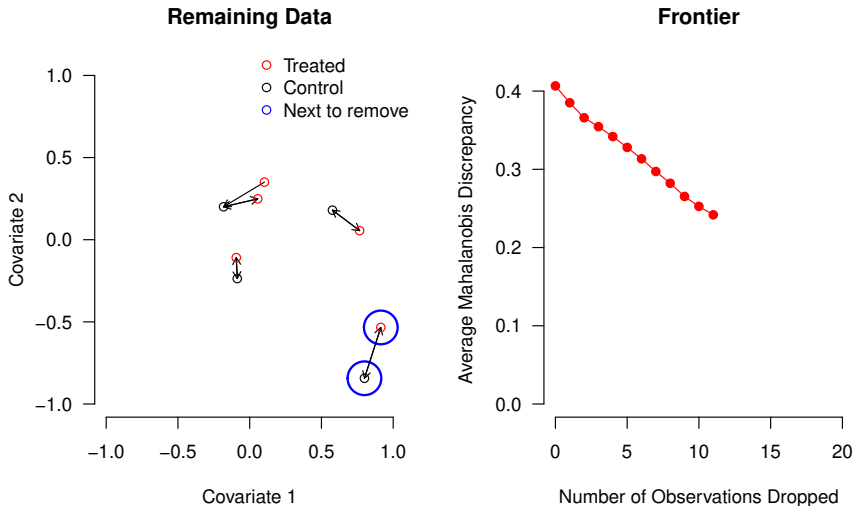 Remaining Data
Treated
Control
Next to remove
1.0
0.5
0.0
−0.5
−1.0
Covariate 2
−1.0 −0.5 0.0 0.5 1.0
Covariate 1
Frontier
0.4
0.3
0.2
0.1
0.0
Average Mahalanobis Discrepancy
0 5 10 15 20
Number of Observations Dropped